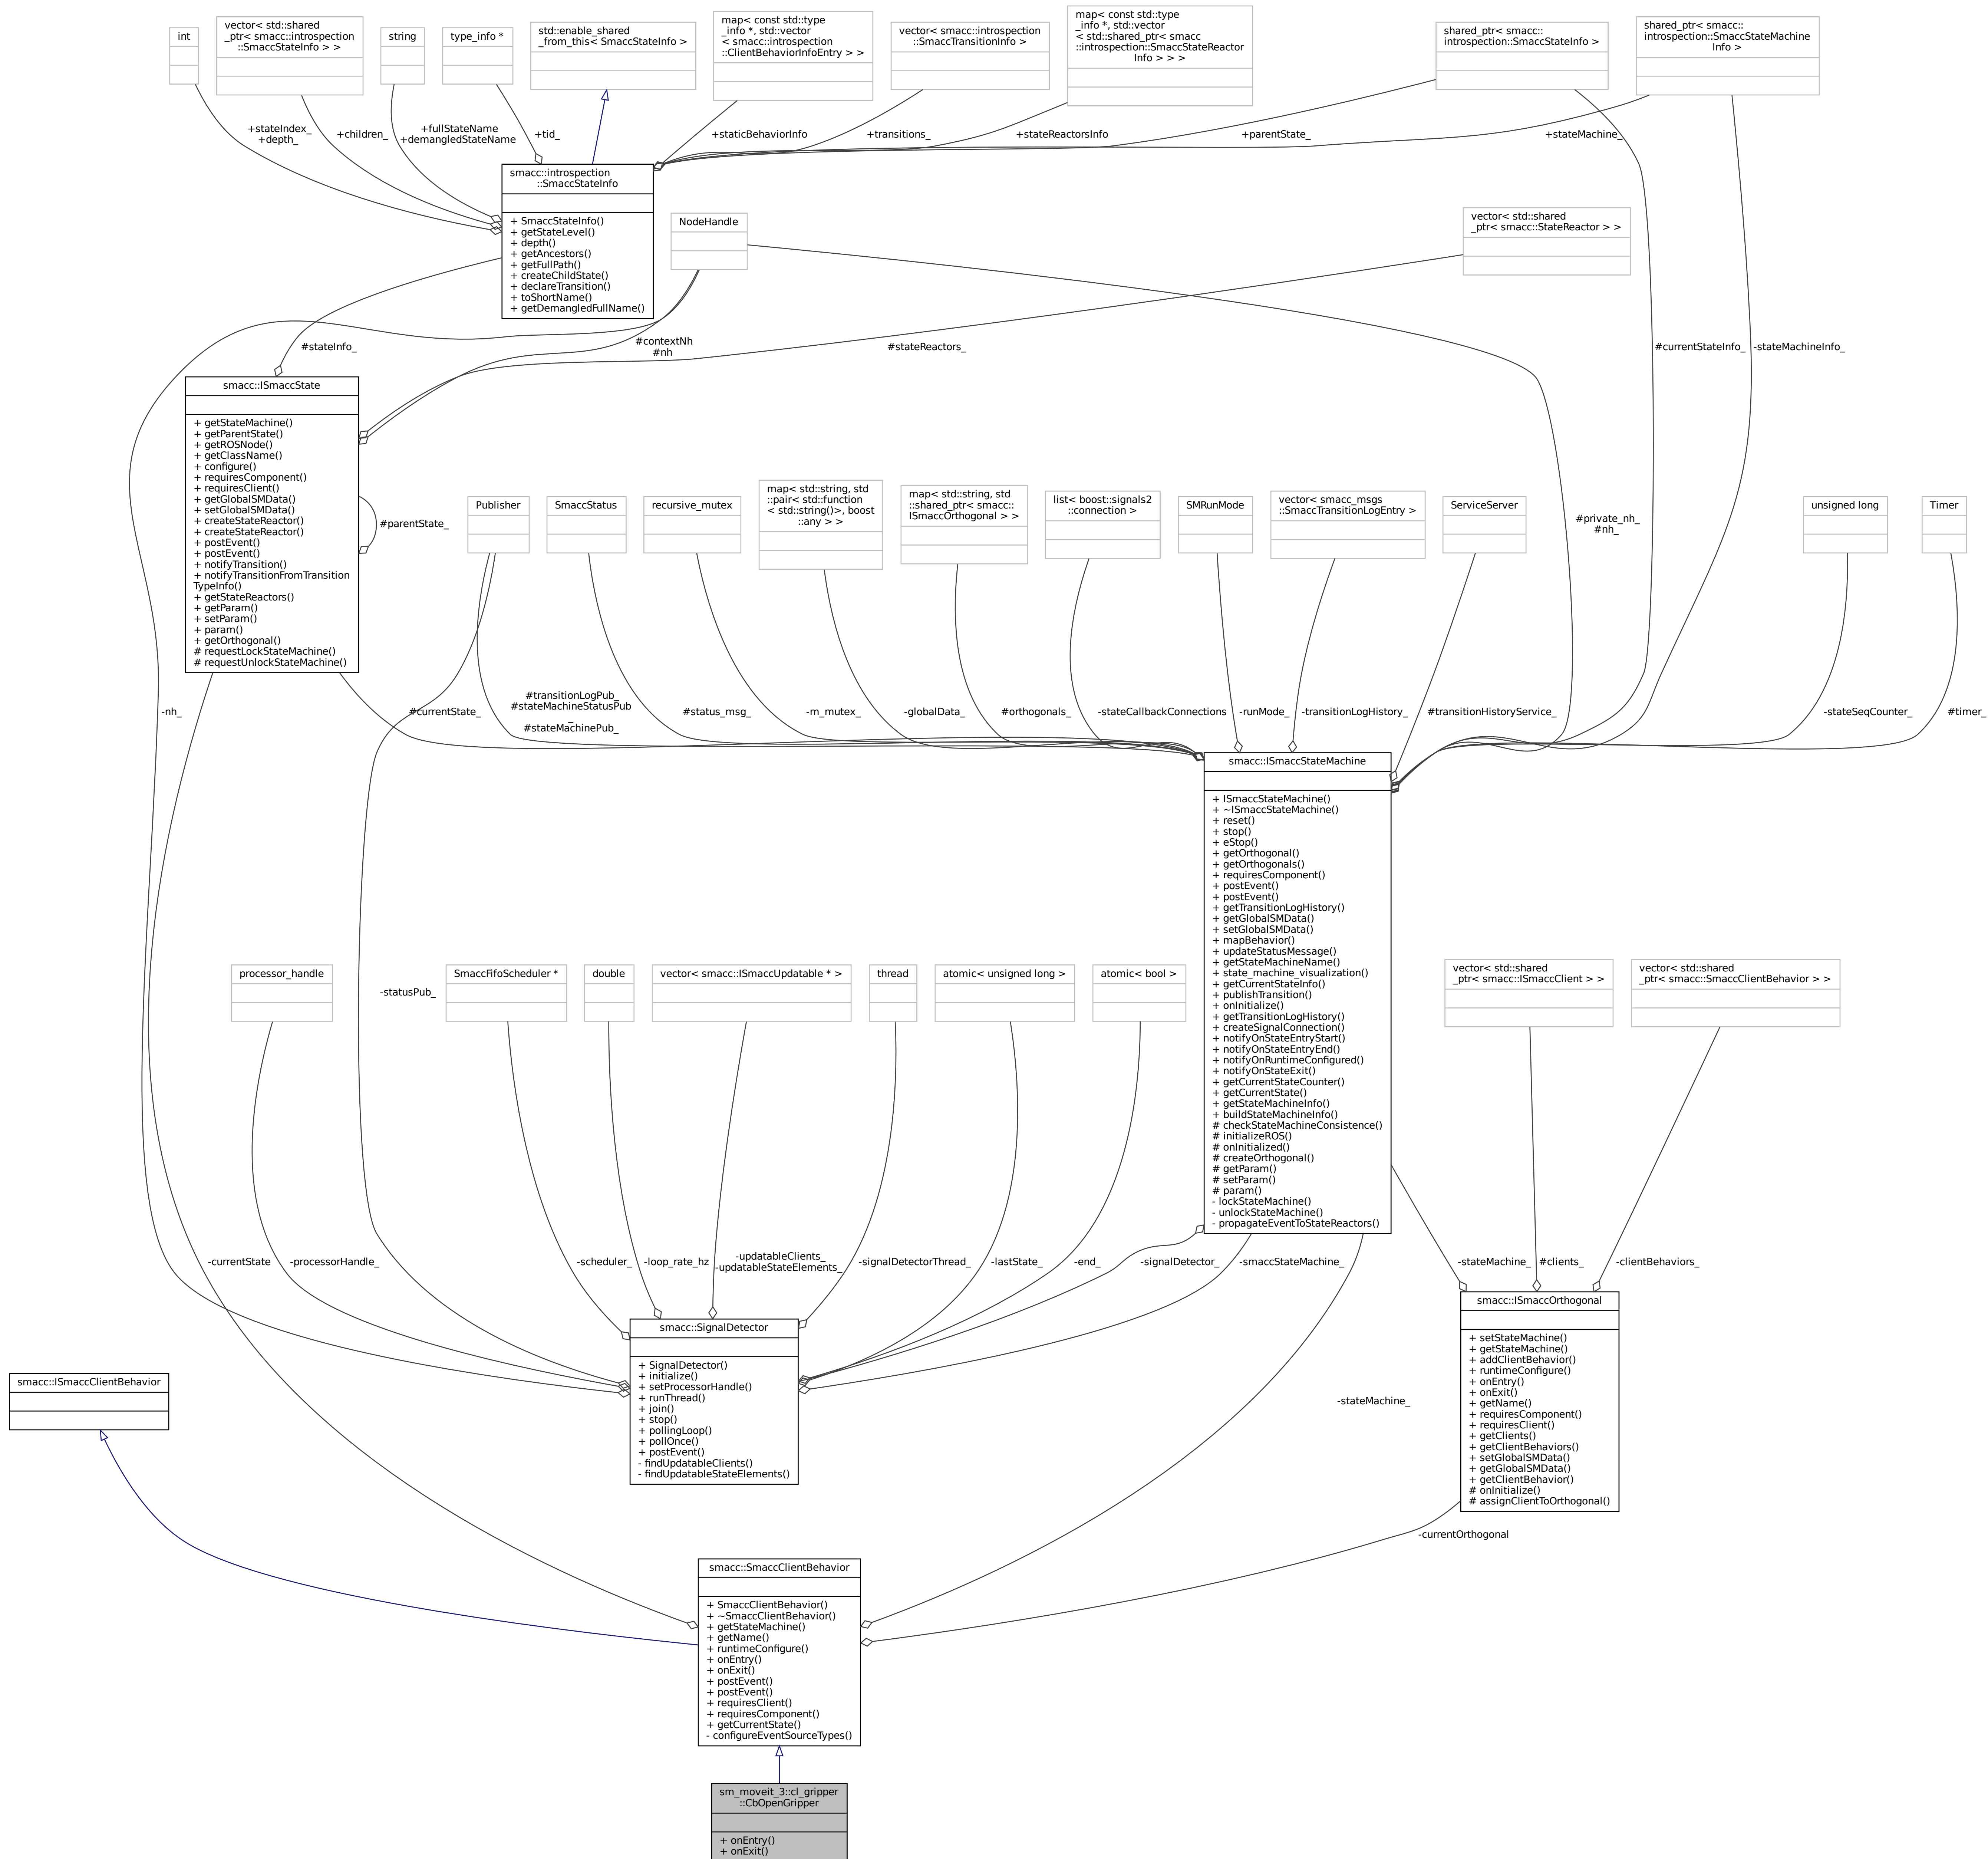 int
vector< std::shared
_ptr< smacc::introspection
::SmaccStateInfo > >
string
type_info *
std::enable_shared
_from_this< SmaccStateInfo >
map< const std::type
_info *, std::vector
< smacc::introspection
::ClientBehaviorInfoEntry > >
vector< smacc::introspection
::SmaccTransitionInfo >
map< const std::type
_info *, std::vector
< std::shared_ptr< smacc
::introspection::SmaccStateReactor
Info > > >
shared_ptr< smacc::
introspection::SmaccStateInfo >
shared_ptr< smacc::
introspection::SmaccStateMachine
Info >
+stateIndex_
+depth_
+children_
+fullStateName
+demangledStateName
+tid_
+staticBehaviorInfo
+transitions_
+stateReactorsInfo
+parentState_
+stateMachine_
smacc::introspection
::SmaccStateInfo
+ SmaccStateInfo()
+ getStateLevel()
+ depth()
+ getAncestors()
+ getFullPath()
+ createChildState()
+ declareTransition()
+ toShortName()
+ getDemangledFullName()
NodeHandle
vector< std::shared
_ptr< smacc::StateReactor > >
#stateInfo_
#contextNh
#nh
#stateReactors_
#currentStateInfo_
-stateMachineInfo_
smacc::ISmaccState
+ getStateMachine()
+ getParentState()
+ getROSNode()
+ getClassName()
+ configure()
+ requiresComponent()
+ requiresClient()
+ getGlobalSMData()
+ setGlobalSMData()
+ createStateReactor()
+ createStateReactor()
+ postEvent()
+ postEvent()
+ notifyTransition()
+ notifyTransitionFromTransition
TypeInfo()
+ getStateReactors()
+ getParam()
+ setParam()
+ param()
+ getOrthogonal()
# requestLockStateMachine()
# requestUnlockStateMachine()
#parentState_
Publisher
SmaccStatus
recursive_mutex
map< std::string, std
::pair< std::function
< std::string()>, boost
::any > >
map< std::string, std
::shared_ptr< smacc::
ISmaccOrthogonal > >
list< boost::signals2
::connection >
SMRunMode
vector< smacc_msgs
::SmaccTransitionLogEntry >
ServiceServer
#private_nh_
#nh_
unsigned long
Timer
-nh_
#currentState_
#transitionLogPub_
#stateMachineStatusPub
_
#stateMachinePub_
#status_msg_
-m_mutex_
-globalData_
#orthogonals_
-stateCallbackConnections
-runMode_
-transitionLogHistory_
#transitionHistoryService_
-stateSeqCounter_
#timer_
smacc::ISmaccStateMachine
+ ISmaccStateMachine()
+ ~ISmaccStateMachine()
+ reset()
+ stop()
+ eStop()
+ getOrthogonal()
+ getOrthogonals()
+ requiresComponent()
+ postEvent()
+ postEvent()
+ getTransitionLogHistory()
+ getGlobalSMData()
+ setGlobalSMData()
+ mapBehavior()
+ updateStatusMessage()
+ getStateMachineName()
+ state_machine_visualization()
+ getCurrentStateInfo()
+ publishTransition()
+ onInitialize()
+ getTransitionLogHistory()
+ createSignalConnection()
+ notifyOnStateEntryStart()
+ notifyOnStateEntryEnd()
+ notifyOnRuntimeConfigured()
+ notifyOnStateExit()
+ getCurrentStateCounter()
+ getCurrentState()
+ getStateMachineInfo()
+ buildStateMachineInfo()
# checkStateMachineConsistence()
# initializeROS()
# onInitialized()
# createOrthogonal()
# getParam()
# setParam()
# param()
- lockStateMachine()
- unlockStateMachine()
- propagateEventToStateReactors()
processor_handle
-statusPub_
SmaccFifoScheduler *
double
vector< smacc::ISmaccUpdatable * >
thread
atomic< unsigned long >
atomic< bool >
vector< std::shared
_ptr< smacc::ISmaccClient > >
vector< std::shared
_ptr< smacc::SmaccClientBehavior > >
-currentState
-processorHandle_
-scheduler_
-loop_rate_hz
-updatableClients_
-updatableStateElements_
-signalDetectorThread_
-lastState_
-end_
-signalDetector_
-smaccStateMachine_
-stateMachine_
#clients_
-clientBehaviors_
smacc::SignalDetector
+ SignalDetector()
+ initialize()
+ setProcessorHandle()
+ runThread()
+ join()
+ stop()
+ pollingLoop()
+ pollOnce()
+ postEvent()
- findUpdatableClients()
- findUpdatableStateElements()
smacc::ISmaccOrthogonal
+ setStateMachine()
+ getStateMachine()
+ addClientBehavior()
+ runtimeConfigure()
+ onEntry()
+ onExit()
+ getName()
+ requiresComponent()
+ requiresClient()
+ getClients()
+ getClientBehaviors()
+ setGlobalSMData()
+ getGlobalSMData()
+ getClientBehavior()
# onInitialize()
# assignClientToOrthogonal()
smacc::ISmaccClientBehavior
-stateMachine_
-currentOrthogonal
smacc::SmaccClientBehavior
+ SmaccClientBehavior()
+ ~SmaccClientBehavior()
+ getStateMachine()
+ getName()
+ runtimeConfigure()
+ onEntry()
+ onExit()
+ postEvent()
+ postEvent()
+ requiresClient()
+ requiresComponent()
+ getCurrentState()
- configureEventSourceTypes()
sm_moveit_3::cl_gripper
::CbOpenGripper
+ onEntry()
+ onExit()